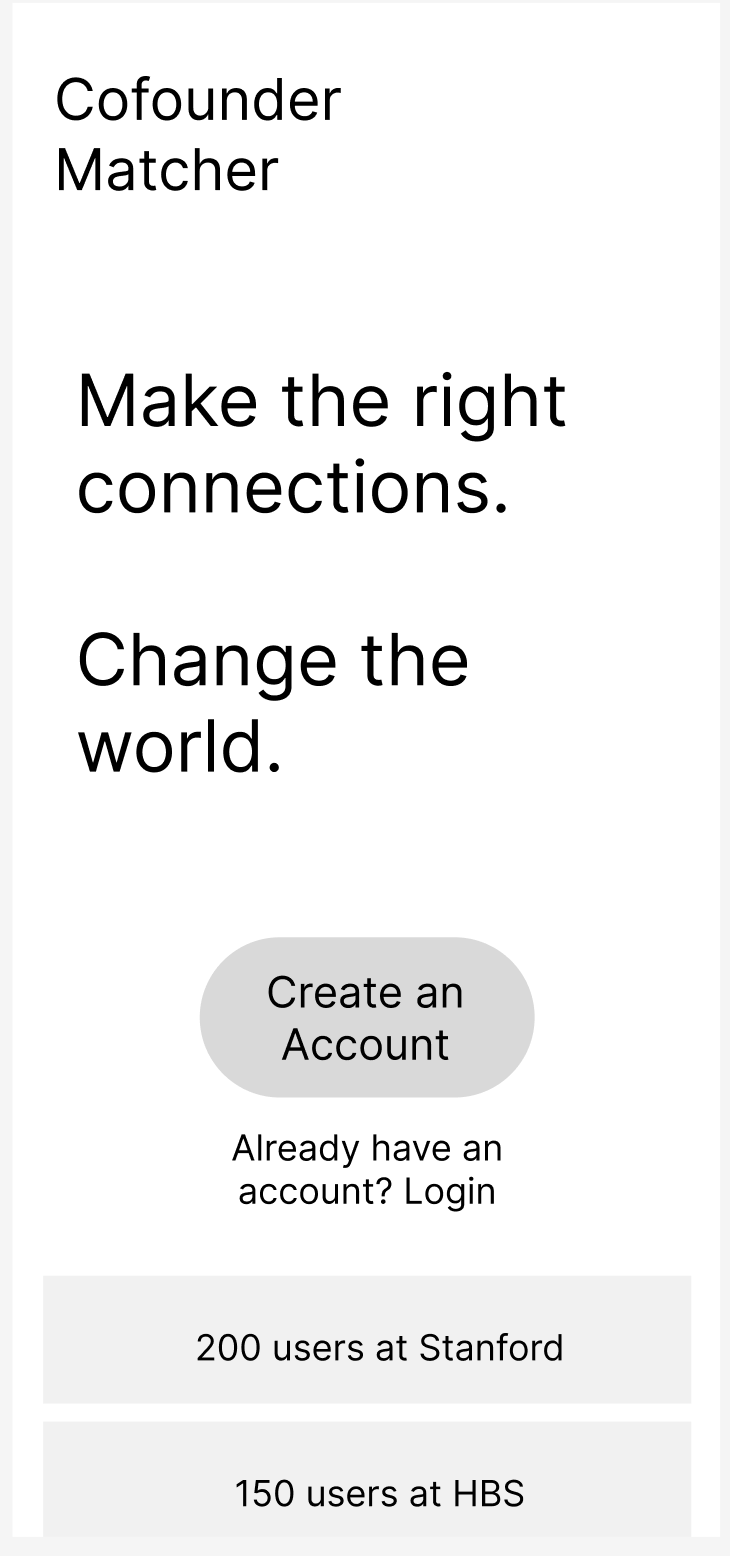 Cofounder
Matcher
Make the right
connections.
Change the
world.
Create an
Account
Already have an
account? Login
200 users at Stanford
150 users at HBS